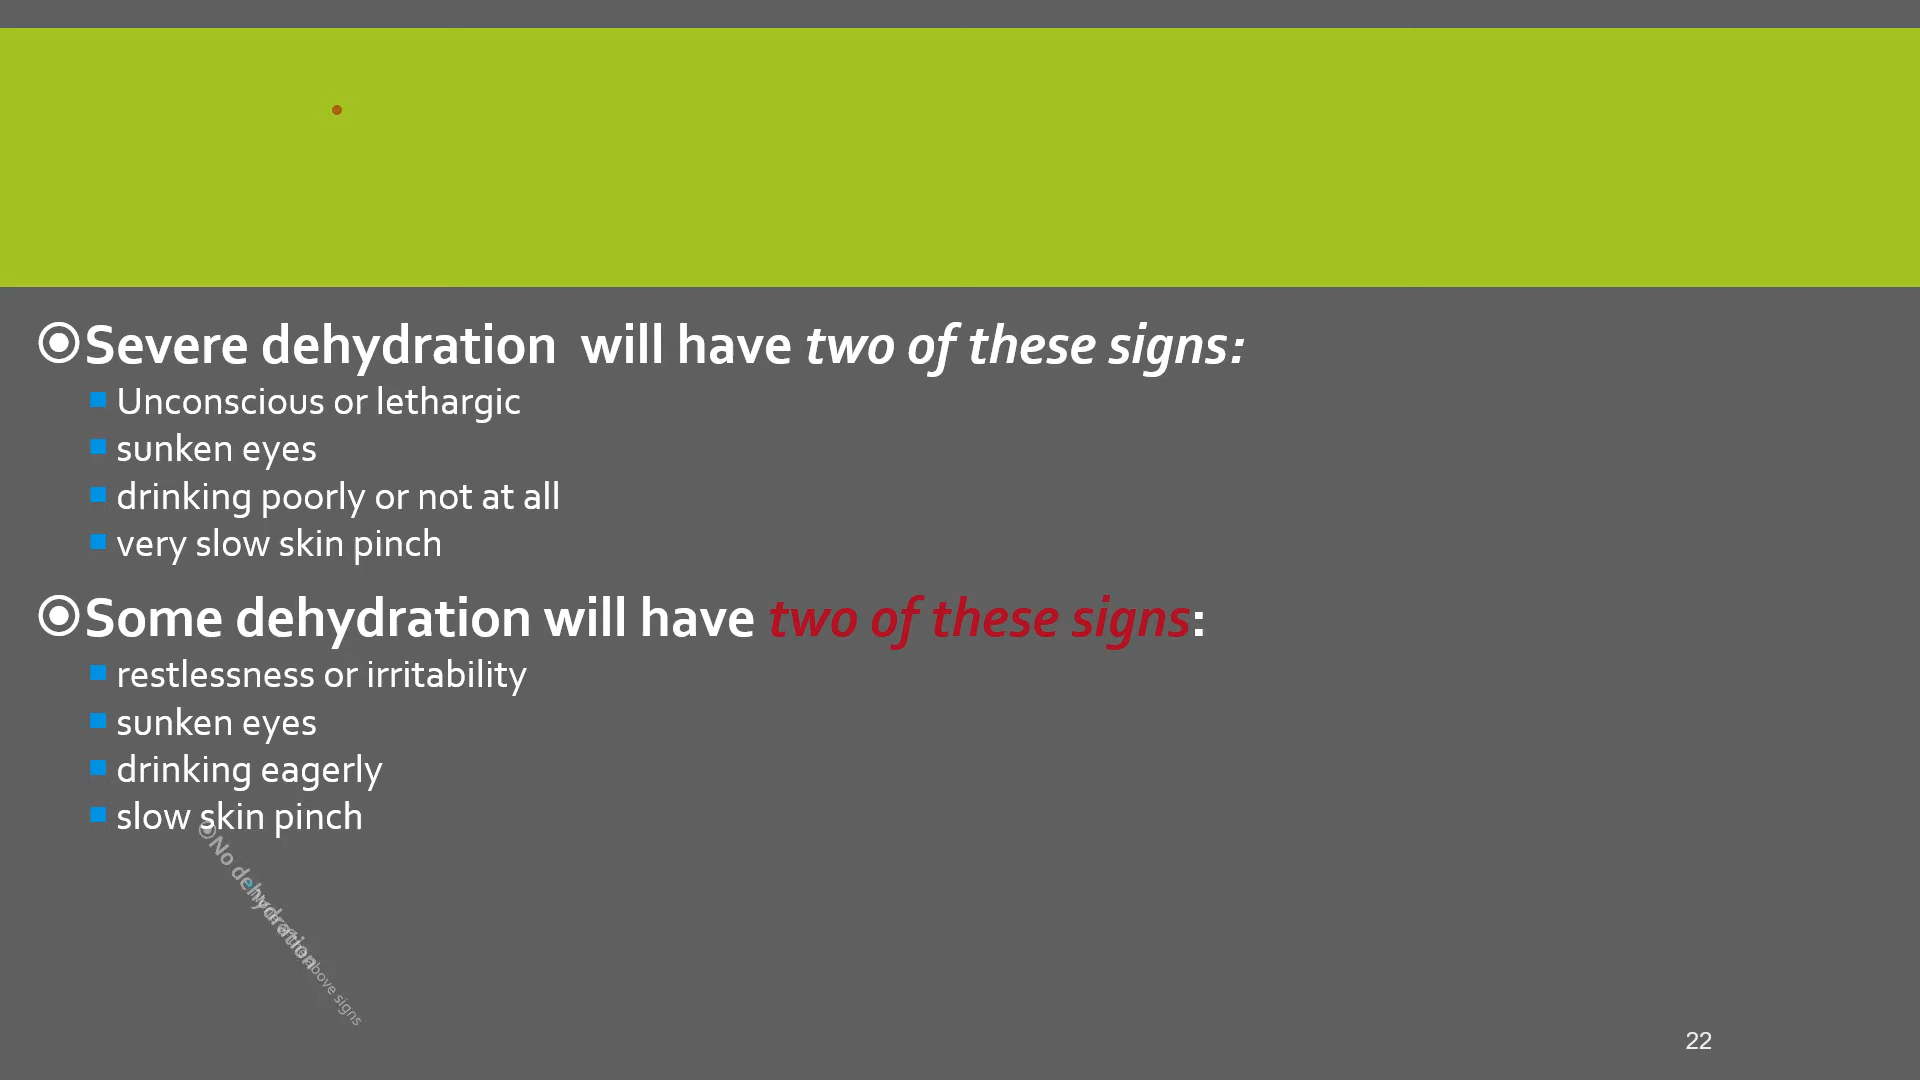 Severe dehydration will have two of these signs:
Unconscious or lethargic
sunken eyes
drinking poorly or not at all
very slow skin pinch
Some dehydration will have two of these signs:
restlessness or irritability
sunken eyes
drinking eagerly
slow skin pinch
No dehydration
above signs
22